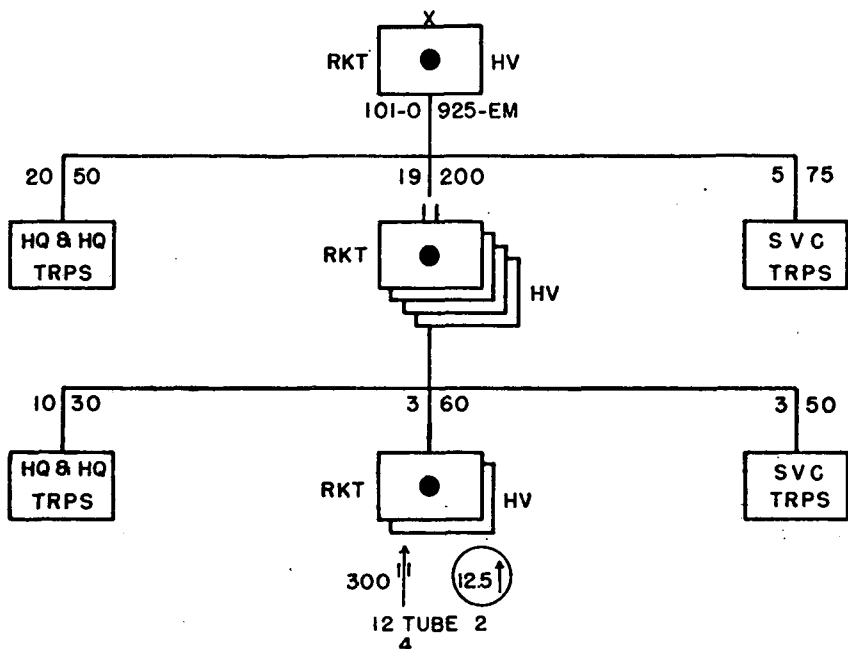 X
RKT HV
101-O 925-EM
20 50 19 200 5 75
HQ & HQ TRPS
RKT HV
SVC TRPS
10 30 3 60 3 50
HQ & HQ TRPS
RKT HV
SVC TRPS
300 12.5
12 TUBE 2
4